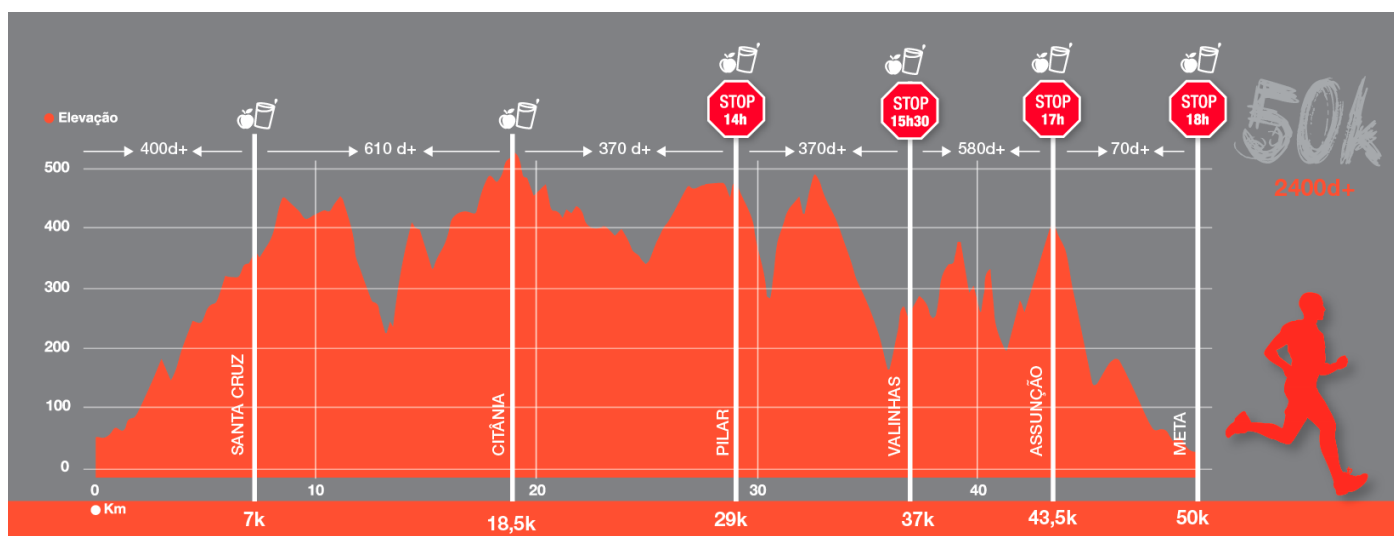 STOP
14h
STOP
15h30
STOP
17h
STOP
18h
50k
2400d+
Elevação
400d+
610 d+
370 d+
370d+
580d+
70d+
500
400
300
200
100
0
SANTA CRUZ
CITÂNIA
PILAR
VALINHAS
ASSUNÇÃO
META
0
10
20
30
40
Km
7k
18,5k
29k
37k
43,5k
50k